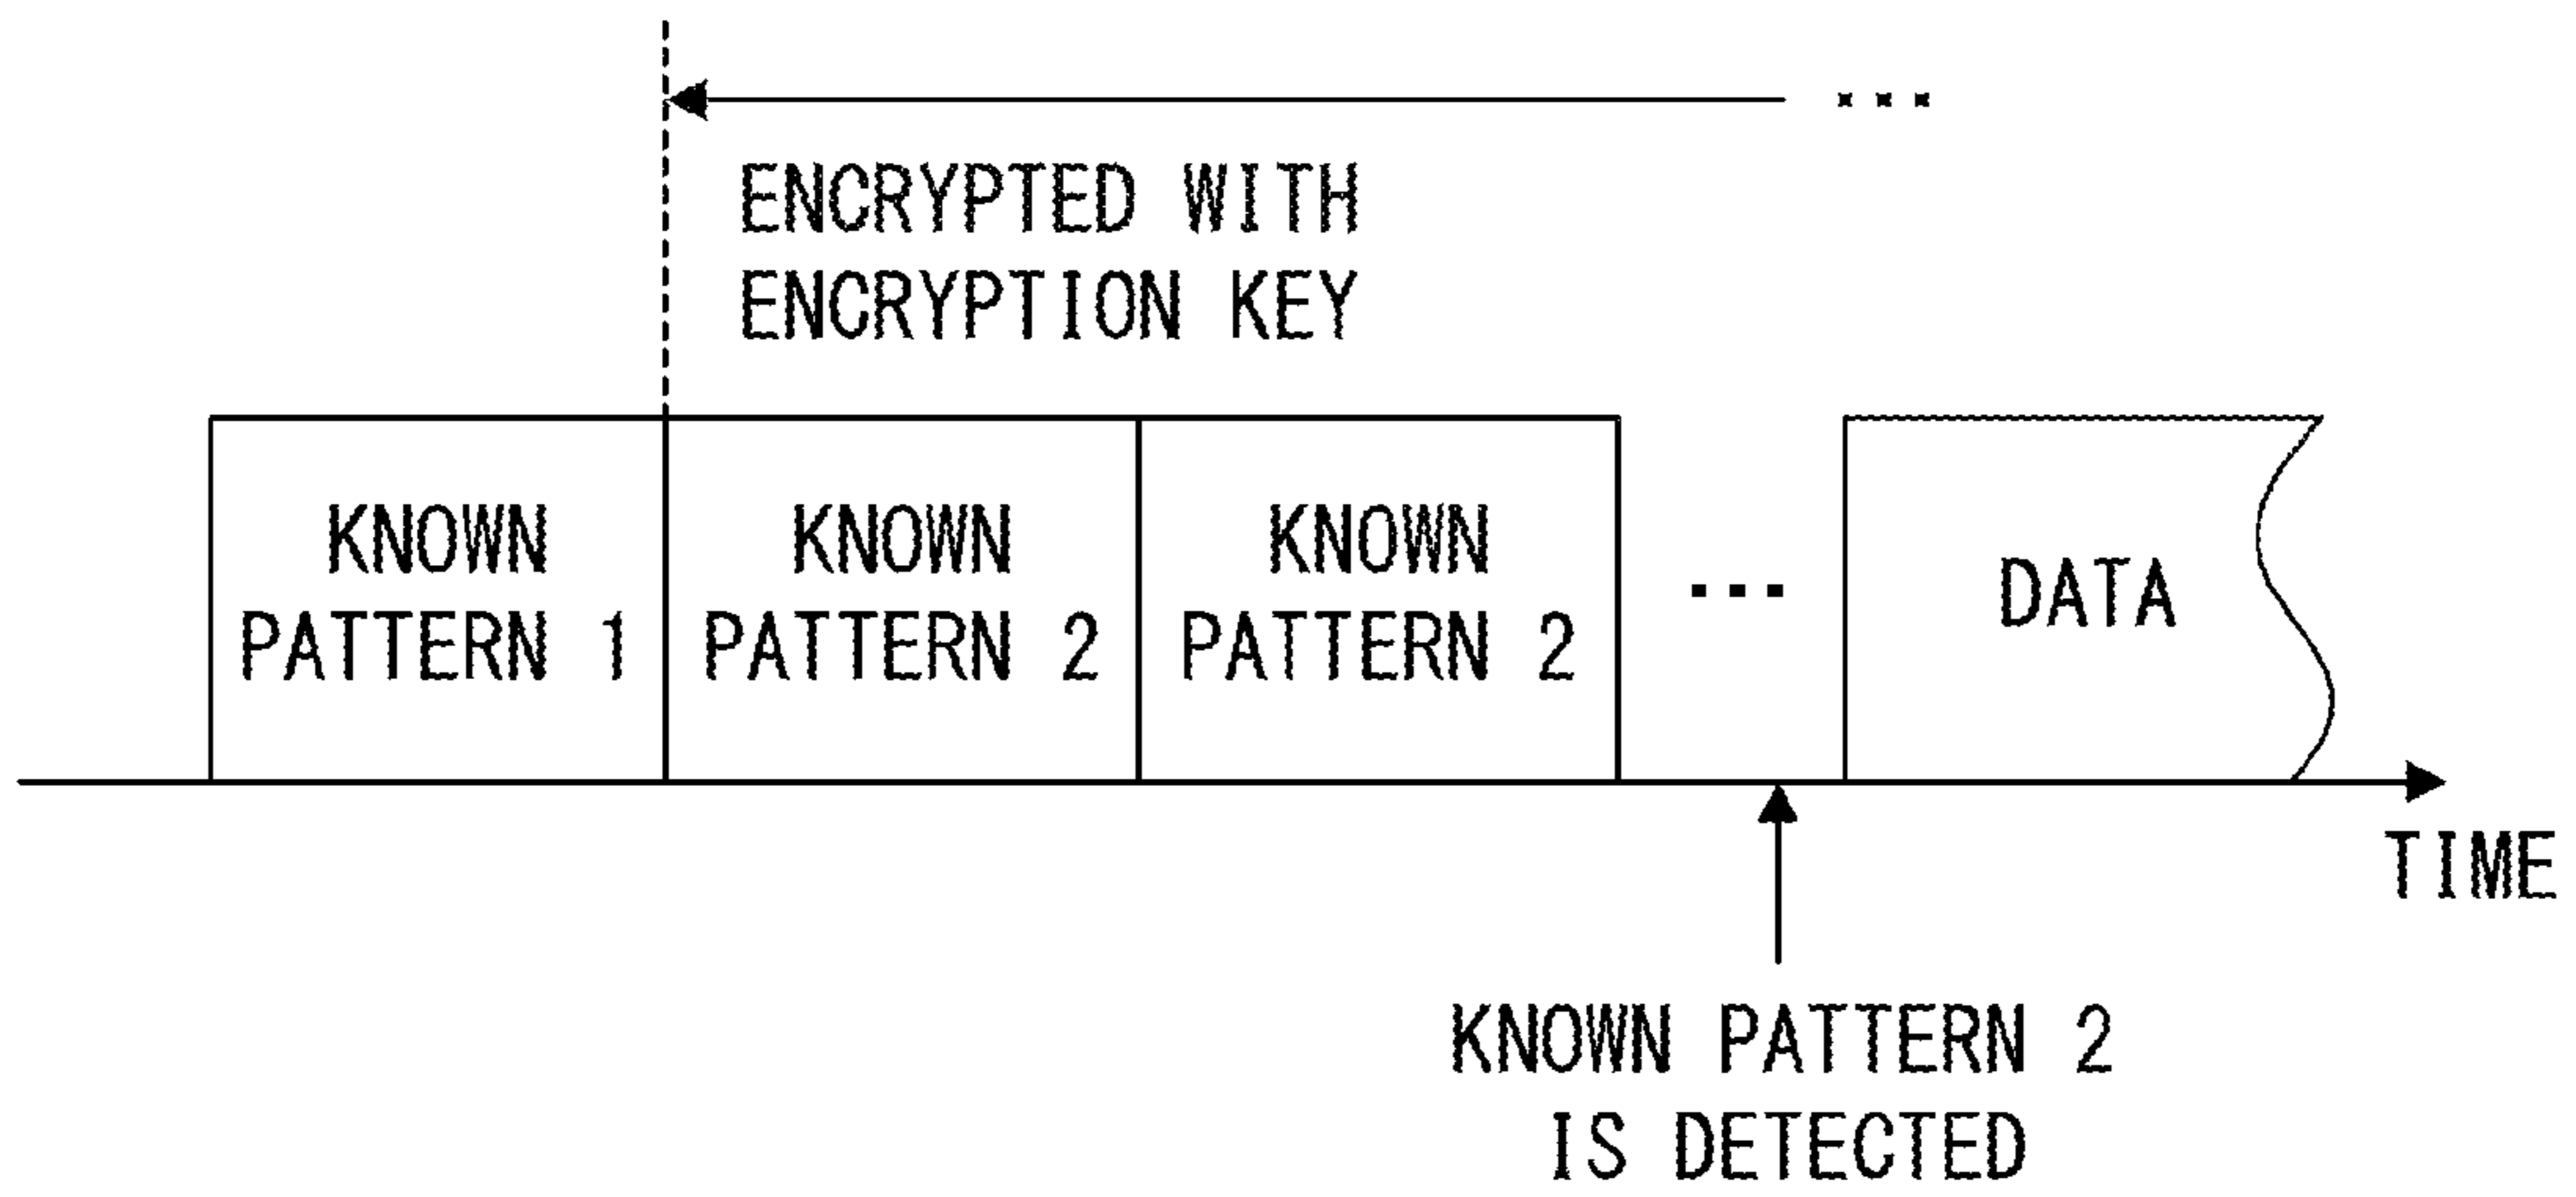 ...
ENCRYPTED WITH
ENCRYPTION KEY
KNOWN
PATTERN 1
KNOWN
PATTERN 2
KNOWN
PATTERN 2
...
DATA
TIME
KNOWN PATTERN 2
IS DETECTED